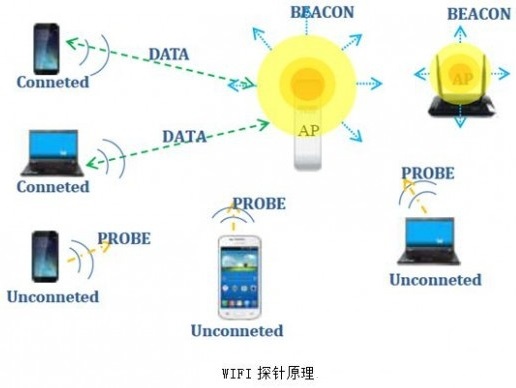 BEACON
BEACON
DATA
Conneted
AP
AP
DATA
Conneted
PROBE
PROBE
PROBE
Unconneted
Unconneted
Unconneted
WIFI 探针原理